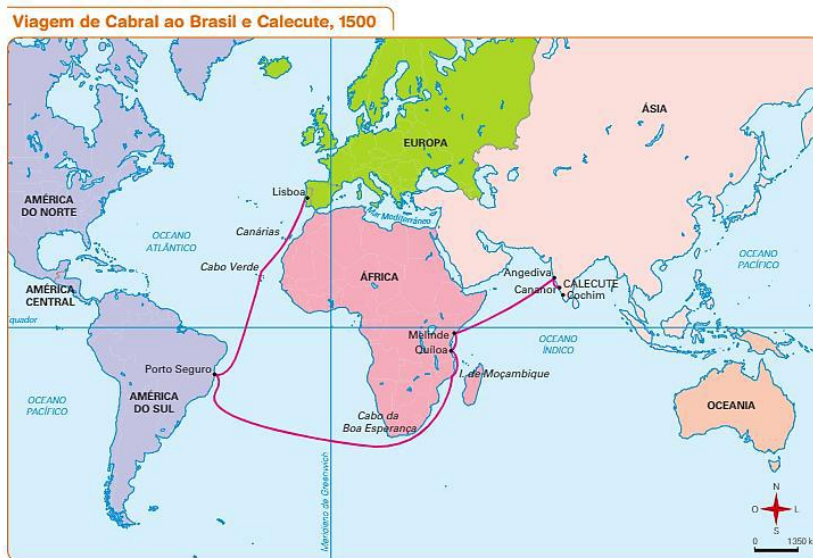 Viagem de Cabral ao Brasil e Calecute, 1500
ÁSIA
EUROPA
Lisboa
AMÉRICA
DO NORTE
Mar Mediterrâneo
OCEANO
ATLÂNTICO
Canárias
OCEANO
PACÍFICO
Cabo Verde
ÁFRICA
Angediva
CALECUTE
Cananor
Cochim
AMÉRICA
CENTRAL
quador
Melinde
Quíloa
OCEANO
ÍNDICO
Porto Seguro
I. de Moçambique
AMÉRICA
DO SUL
OCEANO
PACÍFICO
Cabo da
Boa Esperança
OCEANIA
Meridiano de Greenwich
N
O
L
S
0 1350 k